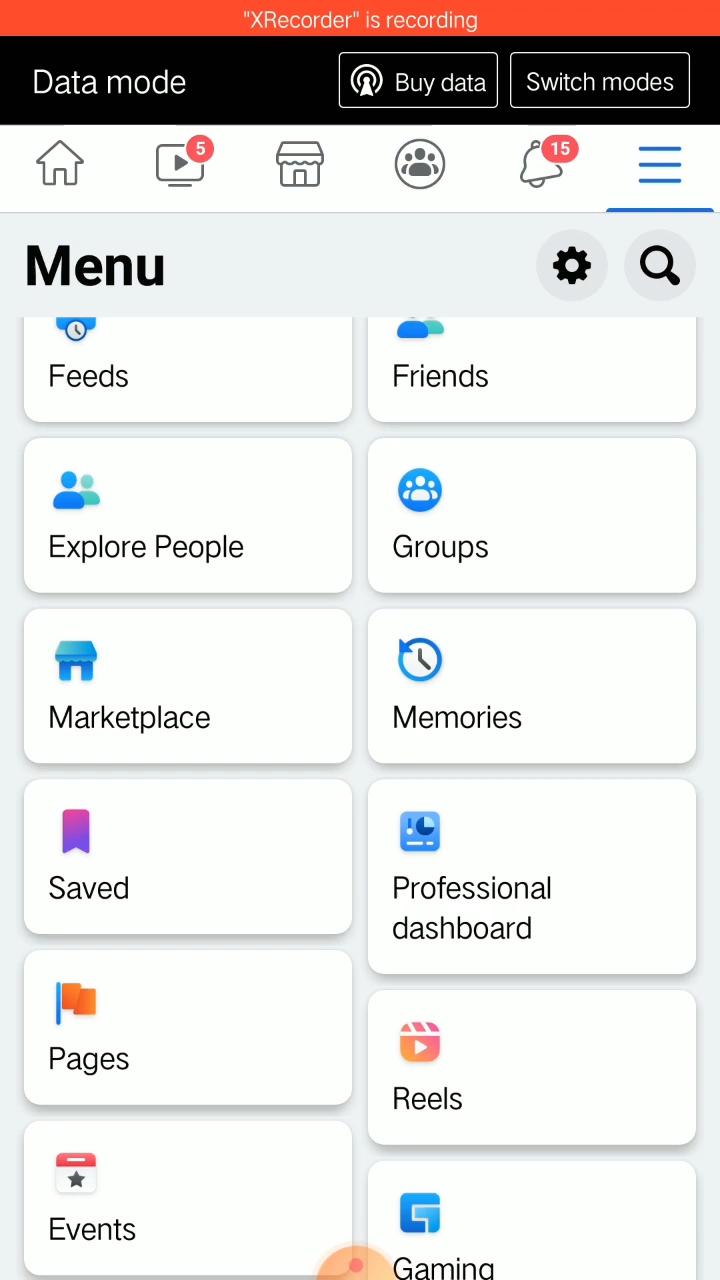 "XRecorder" is recording
Data mode
Buy data
Switch modes
5
15
Menu
Feeds
Friends
Explore People
Groups
Marketplace
Memories
Saved
Professional
dashboard
Pages
Reels
Events
Gaming